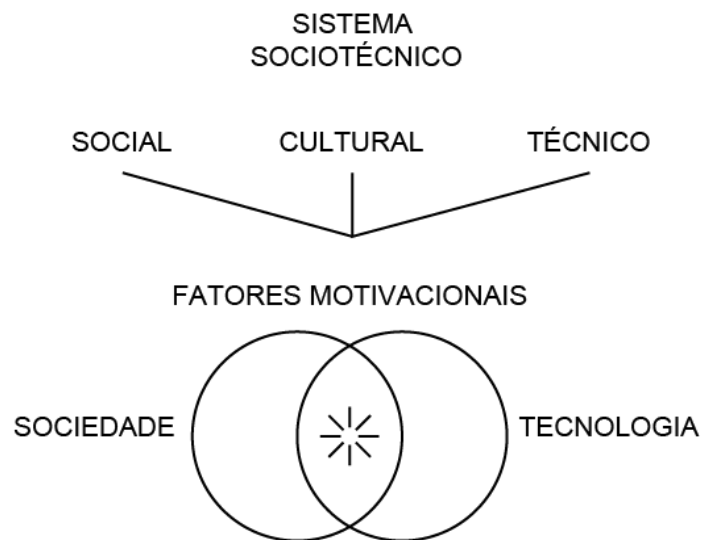 SISTEMA
SOCIOTÉCNICO
SOCIAL CULTURAL TÉCNICO
FATORES MOTIVACIONAIS
SOCIEDADE TECNOLOGIA